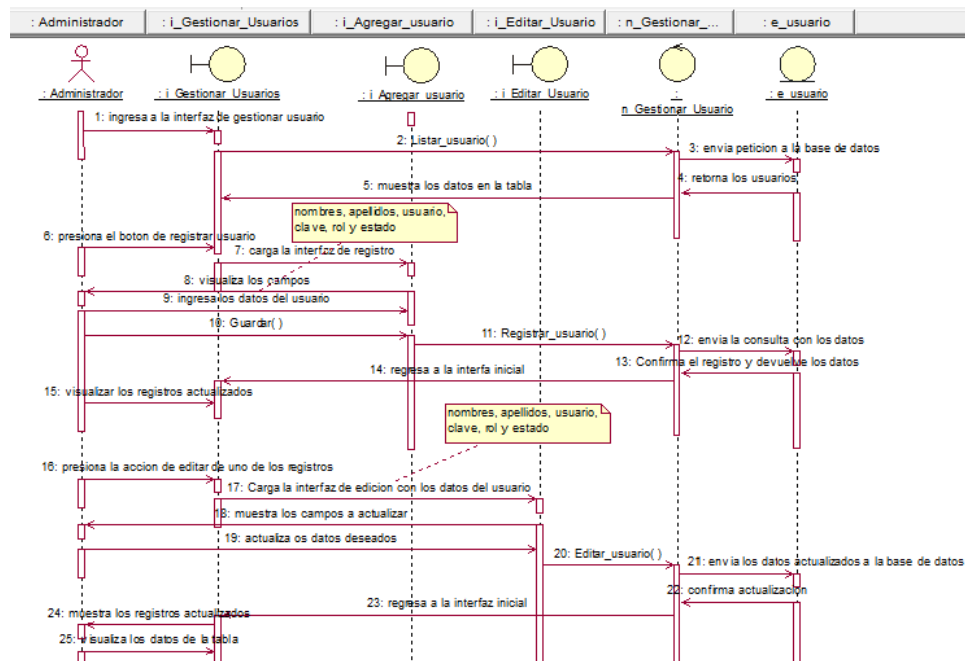 : Administrador
: i_Gestionar_Usuarios
: i_Agregar_usuario
: i_Editar_Usuario
: n_Gestionar_...
: e_usuario
: Administrador
: i_Gestionar_Usuarios
: i_Agregar_usuario
: i_Editar_Usuario
:
n_Gestionar_Usuario
: e_usuario
1: ingresa a la interfaz de gestionar usuario
2: Listar_usuario( )
3: envia peticion a la base de datos
4: retorna los usuarios
5: muestra los datos en la tabla
nombres, apellidos, usuario,
clave, rol y estado
6: presiona el boton de registrar usuario
7: carga la interfaz de registro
8: visualiza los campos
9: ingresa los datos del usuario
10: Guardar( )
11: Registrar_usuario( )
12: envia la consulta con los datos
13: Confirma el registro y devuelve los datos
14: regresa a la interfa inicial
15: visualizar los registros actualizados
nombres, apellidos, usuario,
clave, rol y estado
16: presiona la accion de editar de uno de los registros
17: Carga la interfaz de edicion con los datos del usuario
18: muestra los campos a actualizar
19: actualiza os datos deseados
20: Editar_usuario( )
21: envia los datos actualizados a la base de datos
22: confirma actualización
23: regresa a la interfaz inicial
24: muestra los registros actualizados
25: visualiza los datos de la tabla